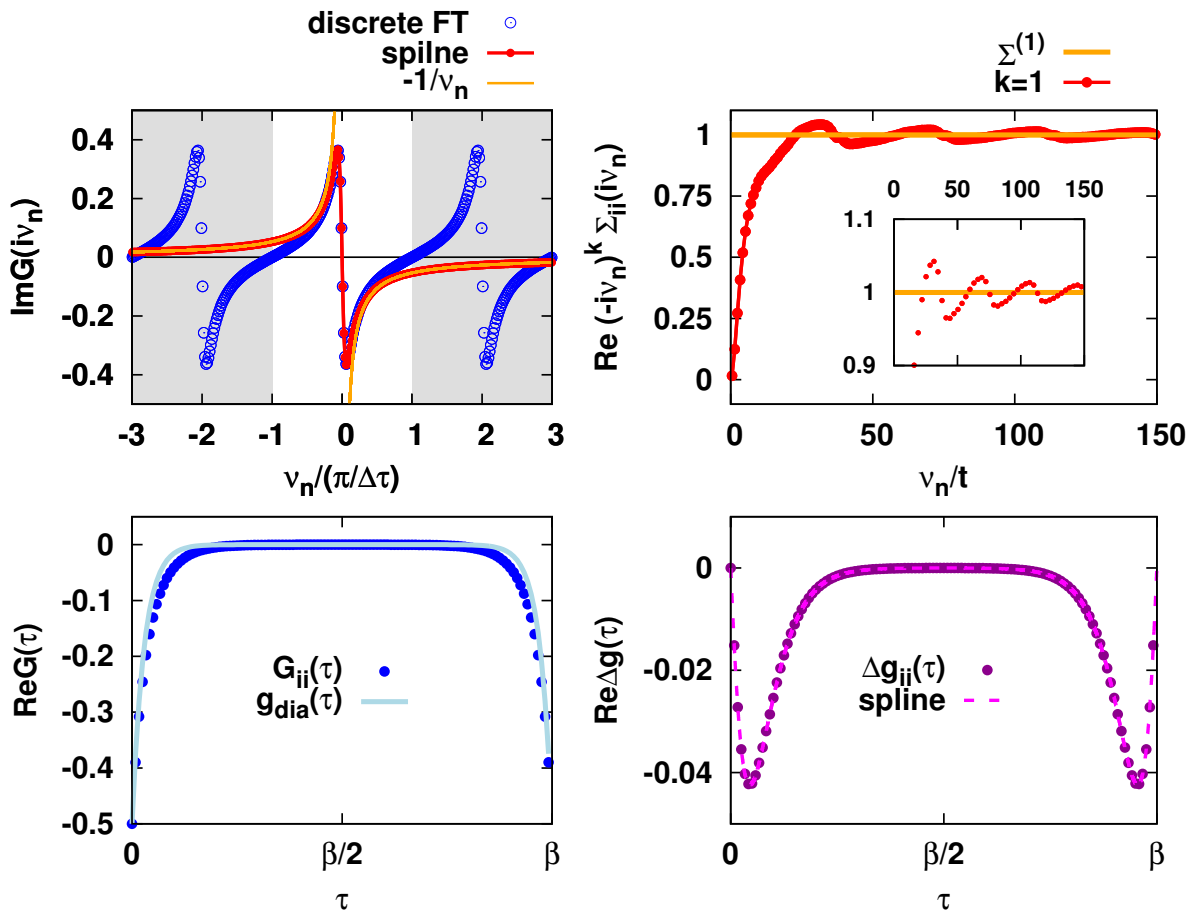 discrete FT
spilne
-1/νn
ImG(iνn)
0.4
0.2
0
-0.2
-0.4
-3 -2 -1 0 1 2 3
νn/(π/Δτ)
Σ(1)
k=1
Re (-iνn)k Σii(iνn)
1
0.75
0.5
0.25
0
0 50 100 150
1.1
1
0.9
0 50 100 150
νn/t
ReG(τ)
0
-0.1
-0.2
-0.3
-0.4
-0.5
Gii(τ)
gdia(τ)
0 β/2 β
τ
ReΔg(τ)
0
-0.02
-0.04
Δgii(τ)
spline
0 β/2 β
τ